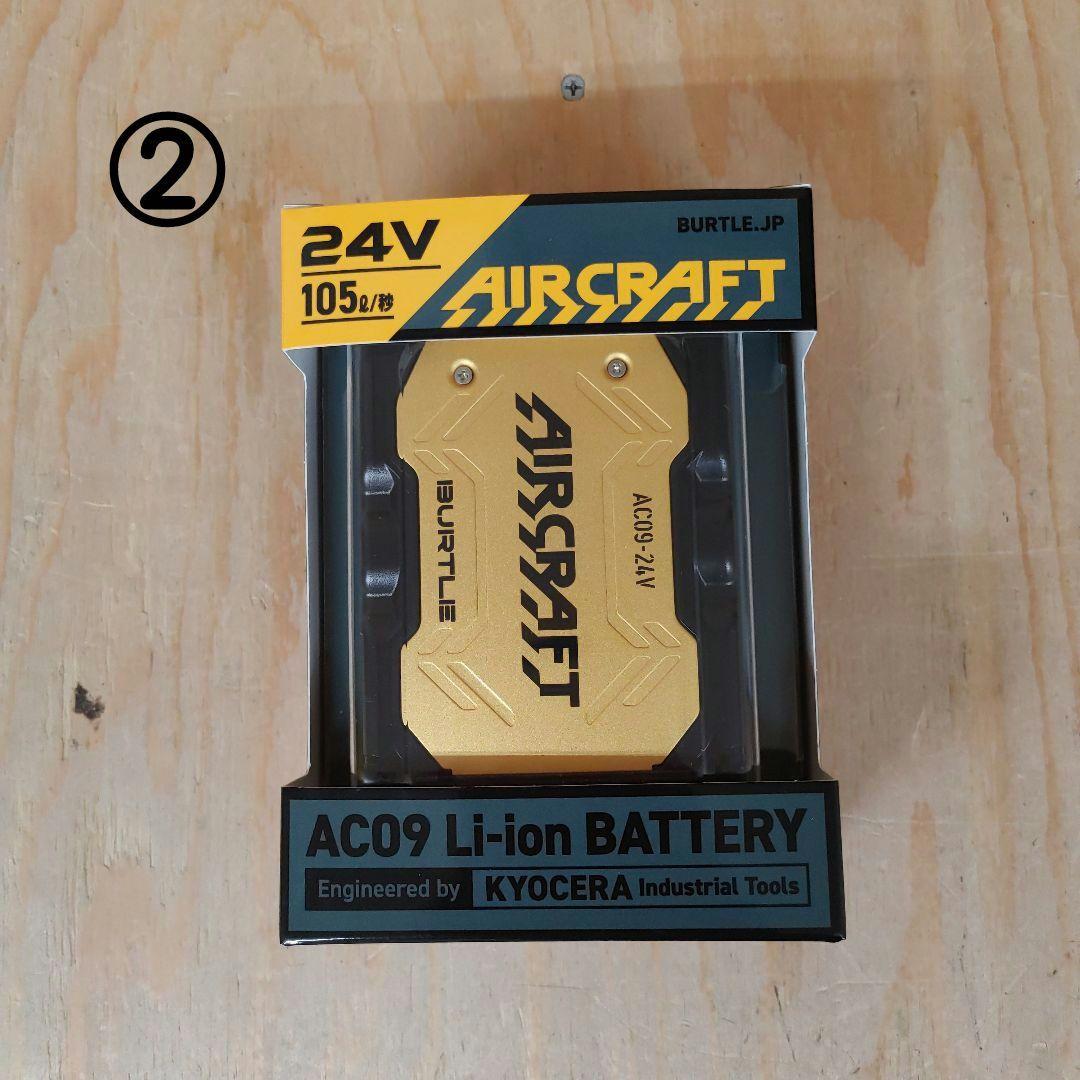 ②
24V
105ℓ/秒
BURTLE.JP
AIRCRAFT
BURTLE
AIRCRAFT
AC09-24V
AC09 Li-ion BATTERY
Engineered by KYOCERA Industrial Tools